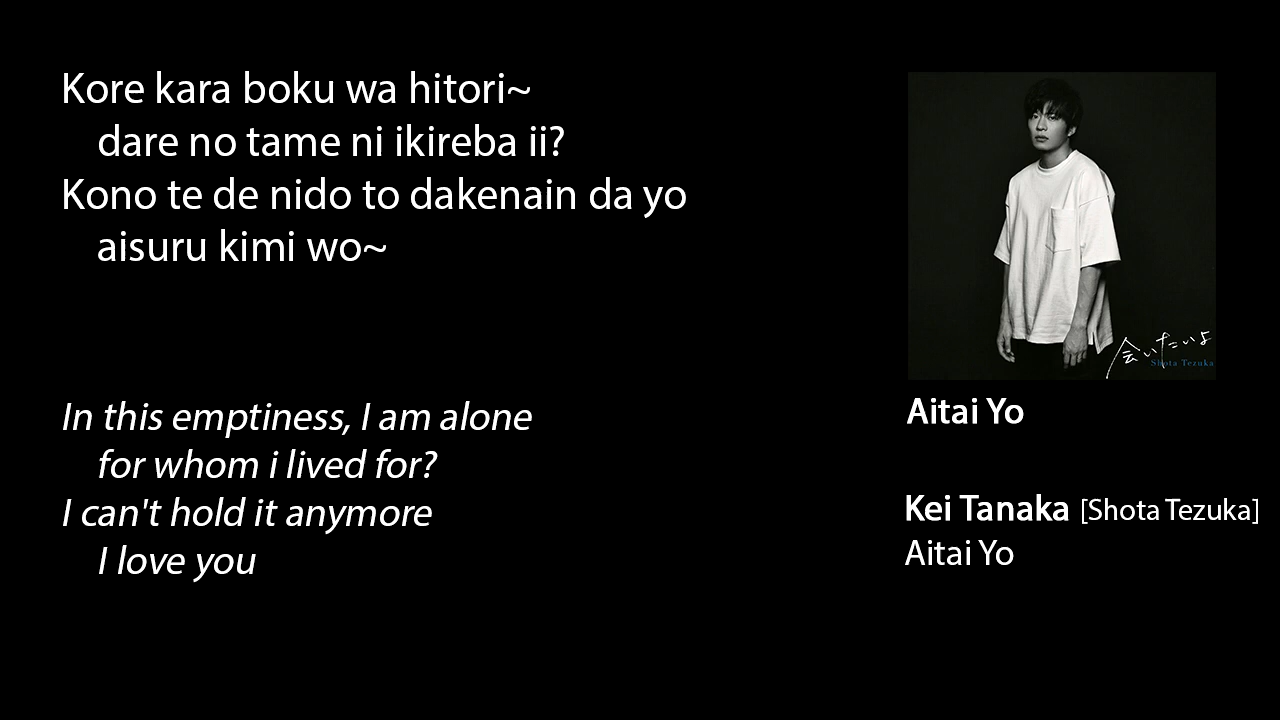 Kore kara boku wa hitori~
dare no tame ni ikireba ii?
Kono te de nido to dakenain da yo
aisuru kimi wo~
In this emptiness, I am alone
for whom i lived for?
I can't hold it anymore
I love you
会いたいよ
Shota Tezuka
Aitai Yo
Kei Tanaka [Shota Tezuka]
Aitai Yo